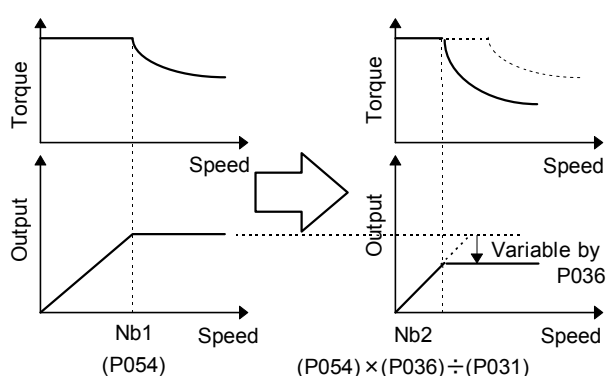 Torque
Speed
Output
Nb1
Speed
(P054)
Torque
Speed
Output
Variable by
P036
Nb2
Speed
(P054)×(P036)÷(P031)